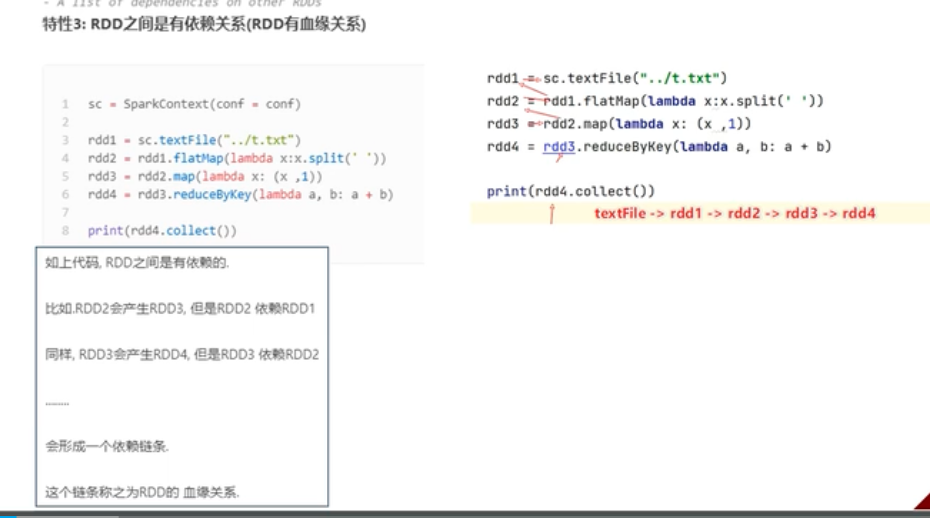 - A list of dependencies on other RDDs
特性3: RDD之间是有依赖关系(RDD有血缘关系)
1 sc = SparkContext(conf = conf)
2
3 rdd1 = sc.textFile("../t.txt")
4 rdd2 = rdd1.flatMap(lambda x:x.split(' '))
5 rdd3 = rdd2.map(lambda x: (x ,1))
6 rdd4 = rdd3.reduceByKey(lambda a, b: a + b)
7
8 print(rdd4.collect())
如上代码, RDD之间是有依赖的.
比如.RDD2会产生RDD3, 但是RDD2 依赖RDD1
同样, RDD3会产生RDD4, 但是RDD3 依赖RDD2
........
会形成一个依赖链条.
这个链条称之为RDD的 血缘关系.
rdd1 = sc.textFile("../t.txt")
rdd2 = rdd1.flatMap(lambda x:x.split(' '))
rdd3 = rdd2.map(lambda x: (x ,1))
rdd4 = rdd3.reduceByKey(lambda a, b: a + b)
print(rdd4.collect())
textFile -> rdd1 -> rdd2 -> rdd3 -> rdd4